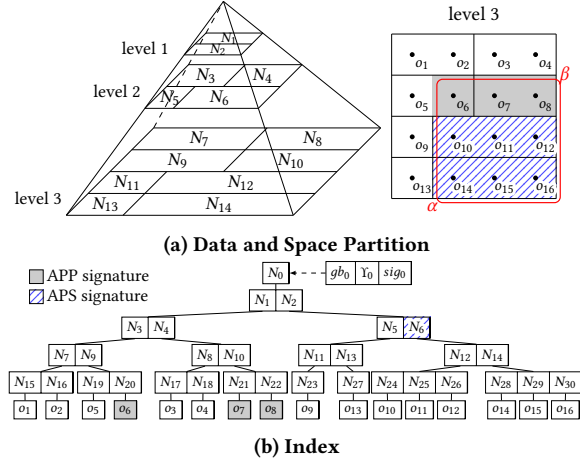 level 1
level 2
level 3
N₁
N₂
N₃ N₄
N₅ N₆
N₇ N₈
N₉ N₁₀
N₁₁ N₁₂
N₁₃ N₁₄
level 3
β
o₁ o₂ o₃ o₄
o₅ o₆ o₇ o₈
o₉ o₁₀ o₁₁ o₁₂
o₁₃ o₁₄ o₁₅ o₁₆
α
(a) Data and Space Partition
APP signature
APS signature
N₀ gb₀ Υ₀ sig₀
N₁ N₂
N₃ N₄ N₅ N₆
N₇ N₉ N₈ N₁₀ N₁₁ N₁₃ N₁₂ N₁₄
N₁₅ N₁₆ N₁₉ N₂₀ N₁₇ N₁₈ N₂₁ N₂₂ N₂₃ N₂₇ N₂₄ N₂₅ N₂₆ N₂₈ N₂₉ N₃₀
o₁ o₂ o₅ o₆ o₃ o₄ o₇ o₈ o₉ o₁₃ o₁₀ o₁₁ o₁₂ o₁₄ o₁₅ o₁₆
(b) Index